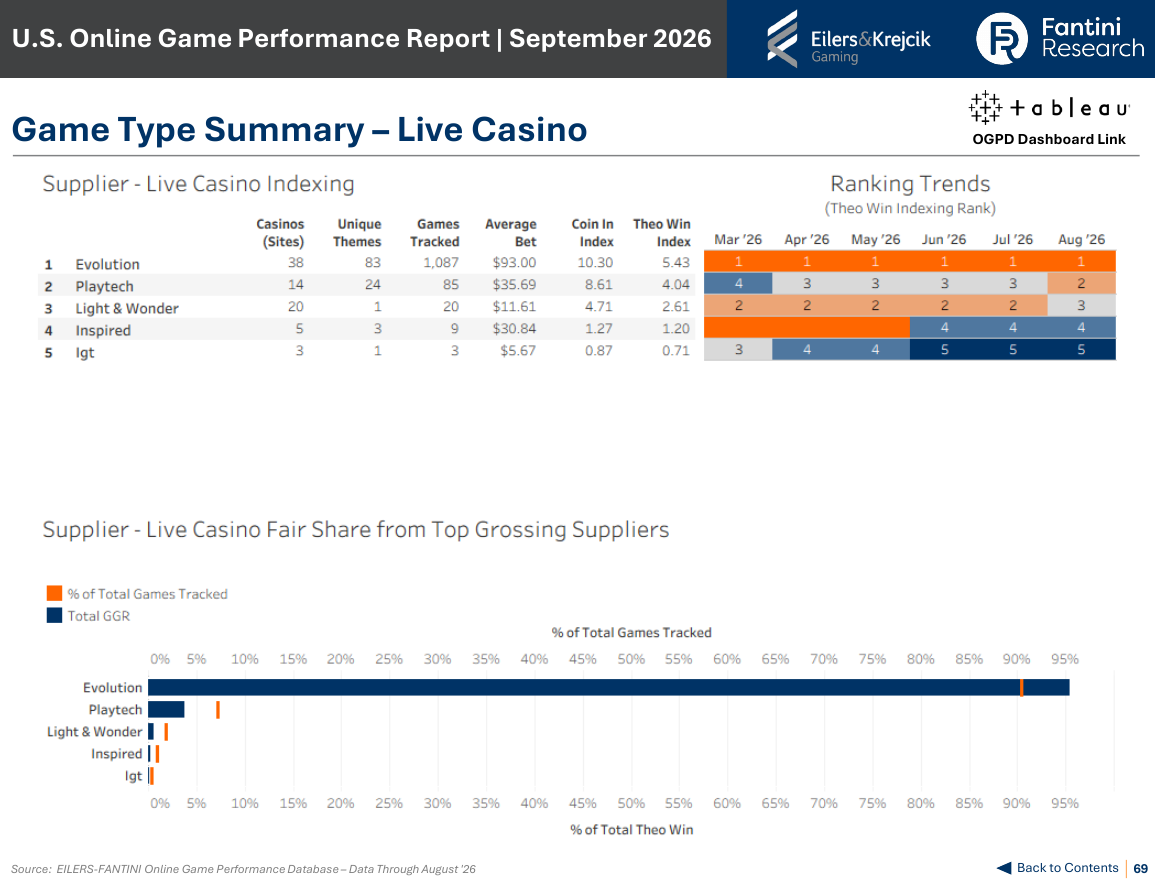 U.S. Online Game Performance Report | September 2026
Eilers&Krejcik
Gaming
Fantini
Research
Game Type Summary – Live Casino
+ a b l e a u
OGPD Dashboard Link
Supplier - Live Casino Indexing
Ranking Trends
(Theo Win Indexing Rank)
Casinos (Sites) Unique Themes Games Tracked Average Bet Coin In Index Theo Win Index Mar '26 Apr '26 May '26 Jun '26 Jul '26 Aug '26
1 Evolution 38 83 1,087 $93.00 10.30 5.43 1 1 1 1 1 1
2 Playtech 14 24 85 $35.69 8.61 4.04 4 3 3 3 3 2
3 Light & Wonder 20 1 20 $11.61 4.71 2.61 2 2 2 2 2 3
4 Inspired 5 3 9 $30.84 1.27 1.20 4 4 4
5 Igt 3 1 3 $5.67 0.87 0.71 3 4 4 5 5 5
Supplier - Live Casino Fair Share from Top Grossing Suppliers
% of Total Games Tracked
Total GGR
% of Total Games Tracked
0% 5% 10% 15% 20% 25% 30% 35% 40% 45% 50% 55% 60% 65% 70% 75% 80% 85% 90% 95%
Evolution
Playtech
Light & Wonder
Inspired
Igt
0% 5% 10% 15% 20% 25% 30% 35% 40% 45% 50% 55% 60% 65% 70% 75% 80% 85% 90% 95%
% of Total Theo Win
Source: EILERS-FANTINI Online Game Performance Database – Data Through August '26
Back to Contents | 69